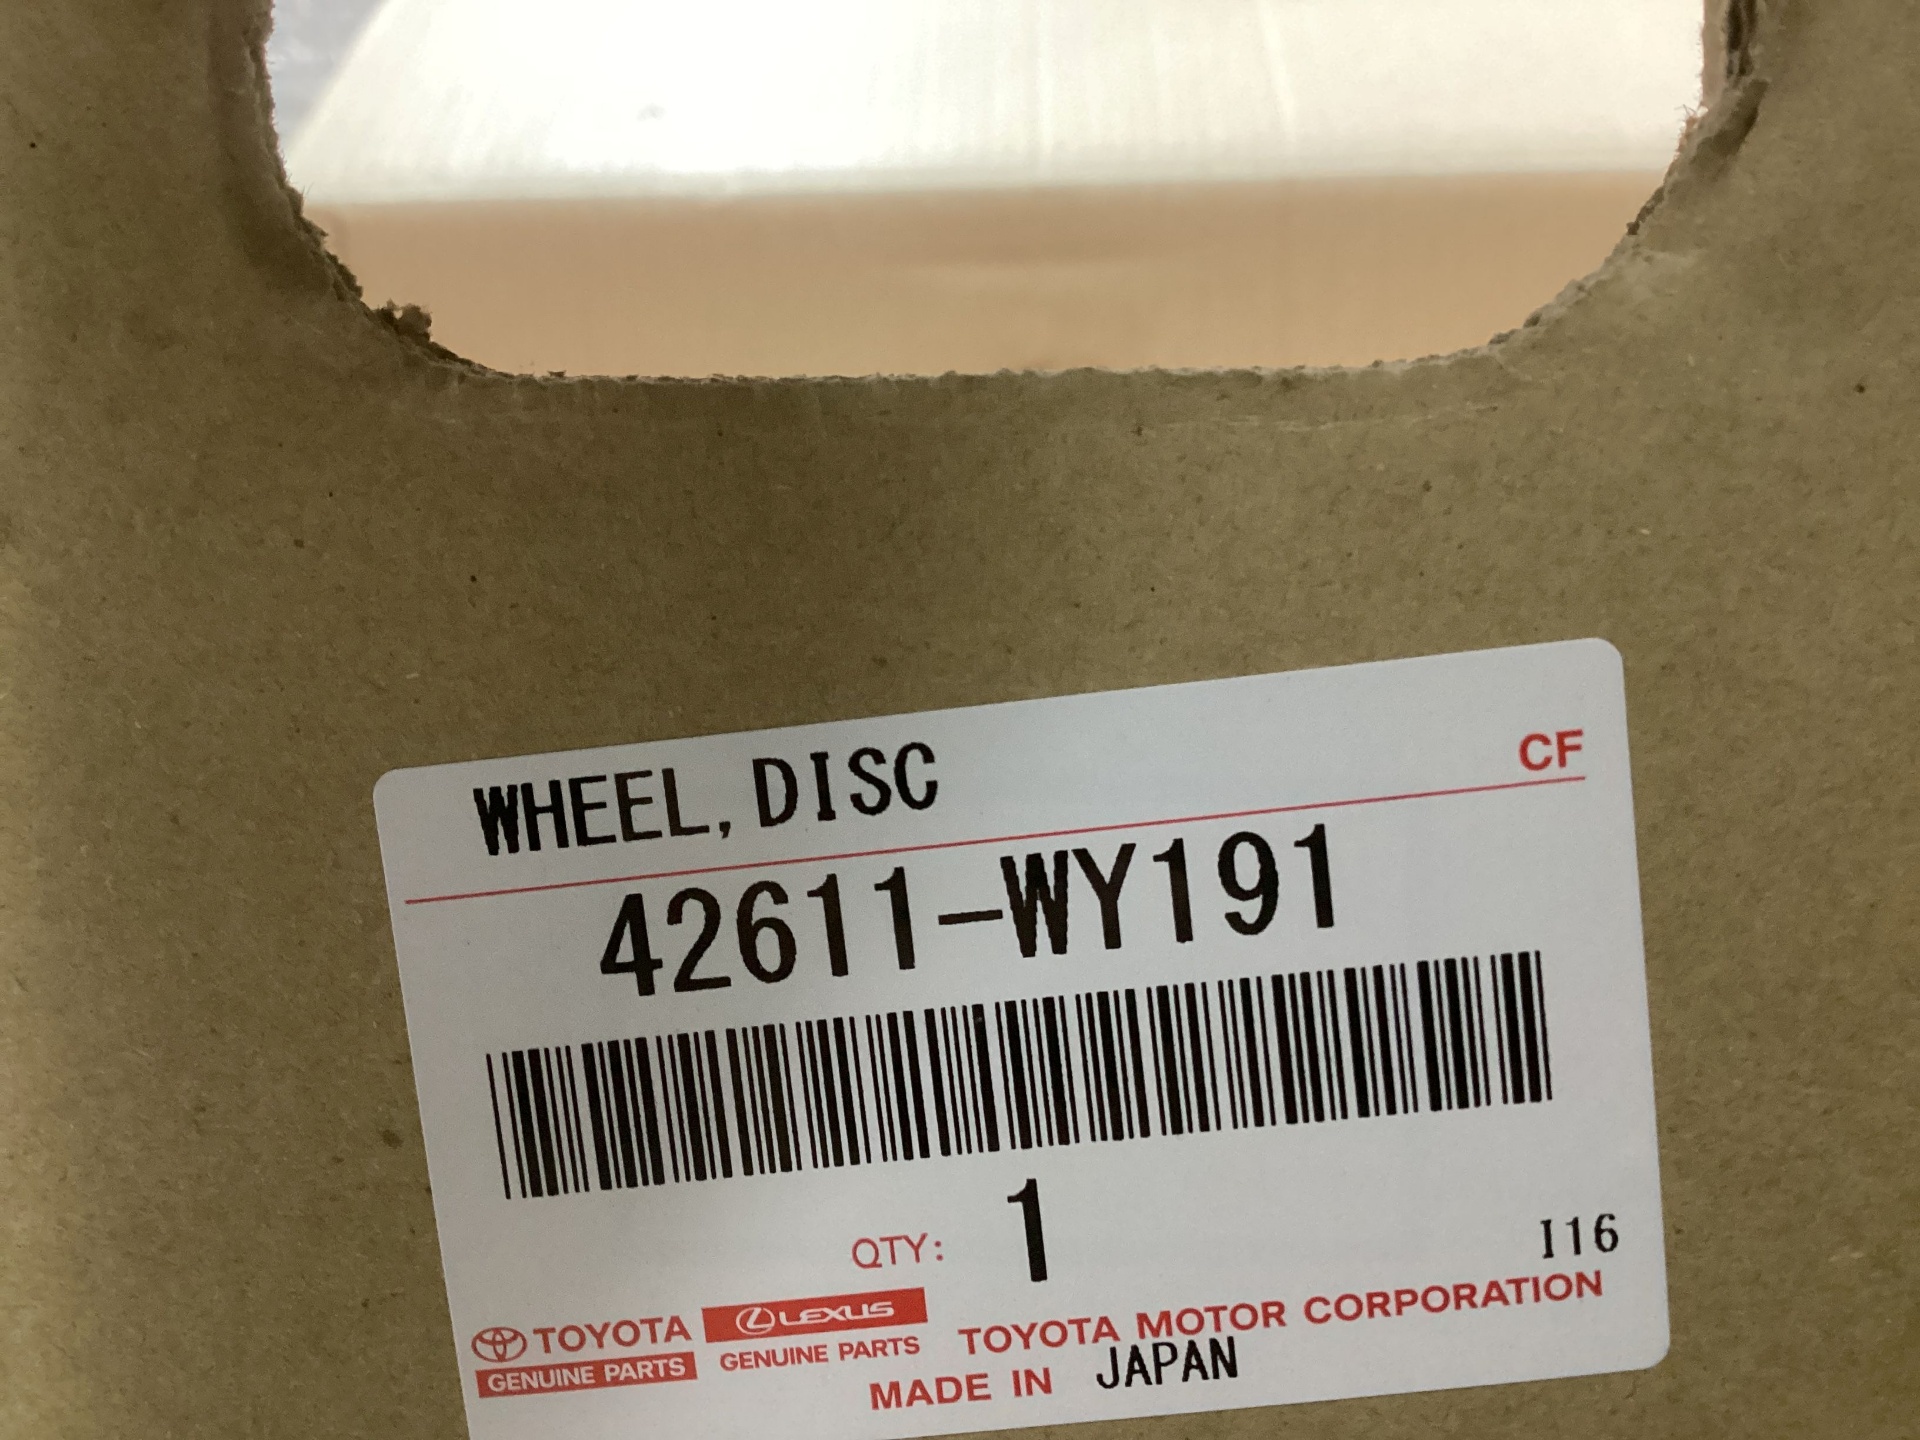 WHEEL, DISC
CF
42611-WY191
QTY: 1
I16
TOYOTA
GENUINE PARTS
LEXUS
GENUINE PARTS
TOYOTA MOTOR CORPORATION
MADE IN JAPAN